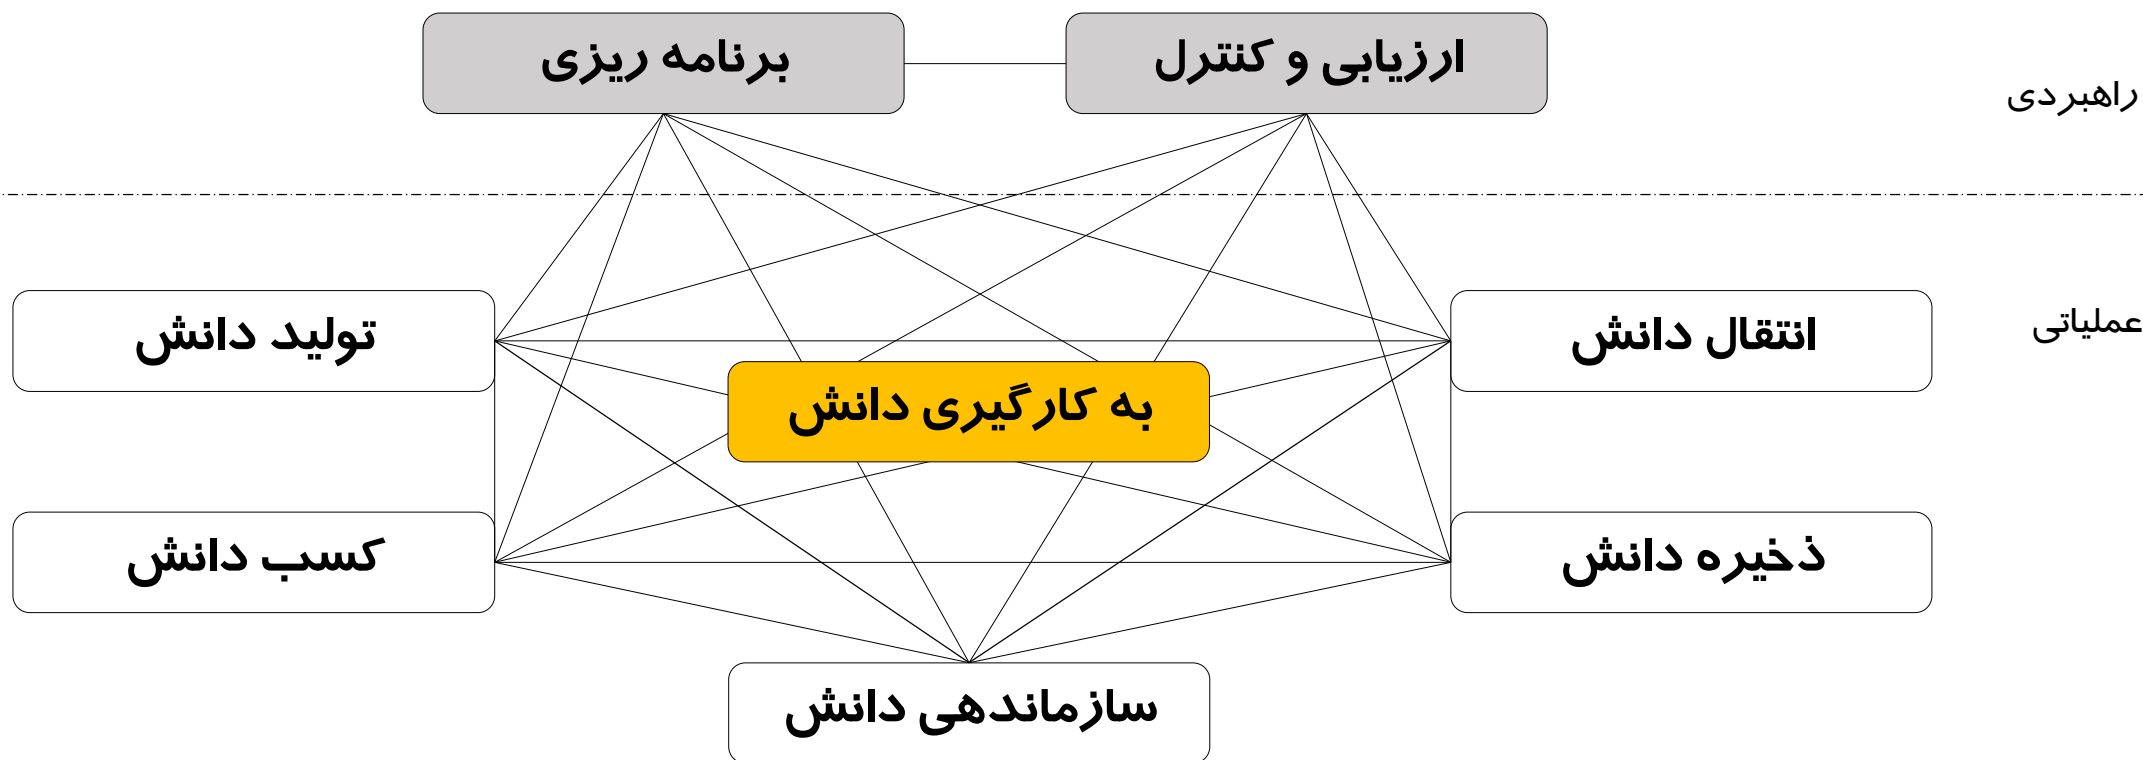 ارزیابی و کنترل
برنامه ریزی
راهبردی
عملیاتی
انتقال دانش
تولید دانش
به کارگیری دانش
ذخیره دانش
کسب دانش
سازماندهی دانش